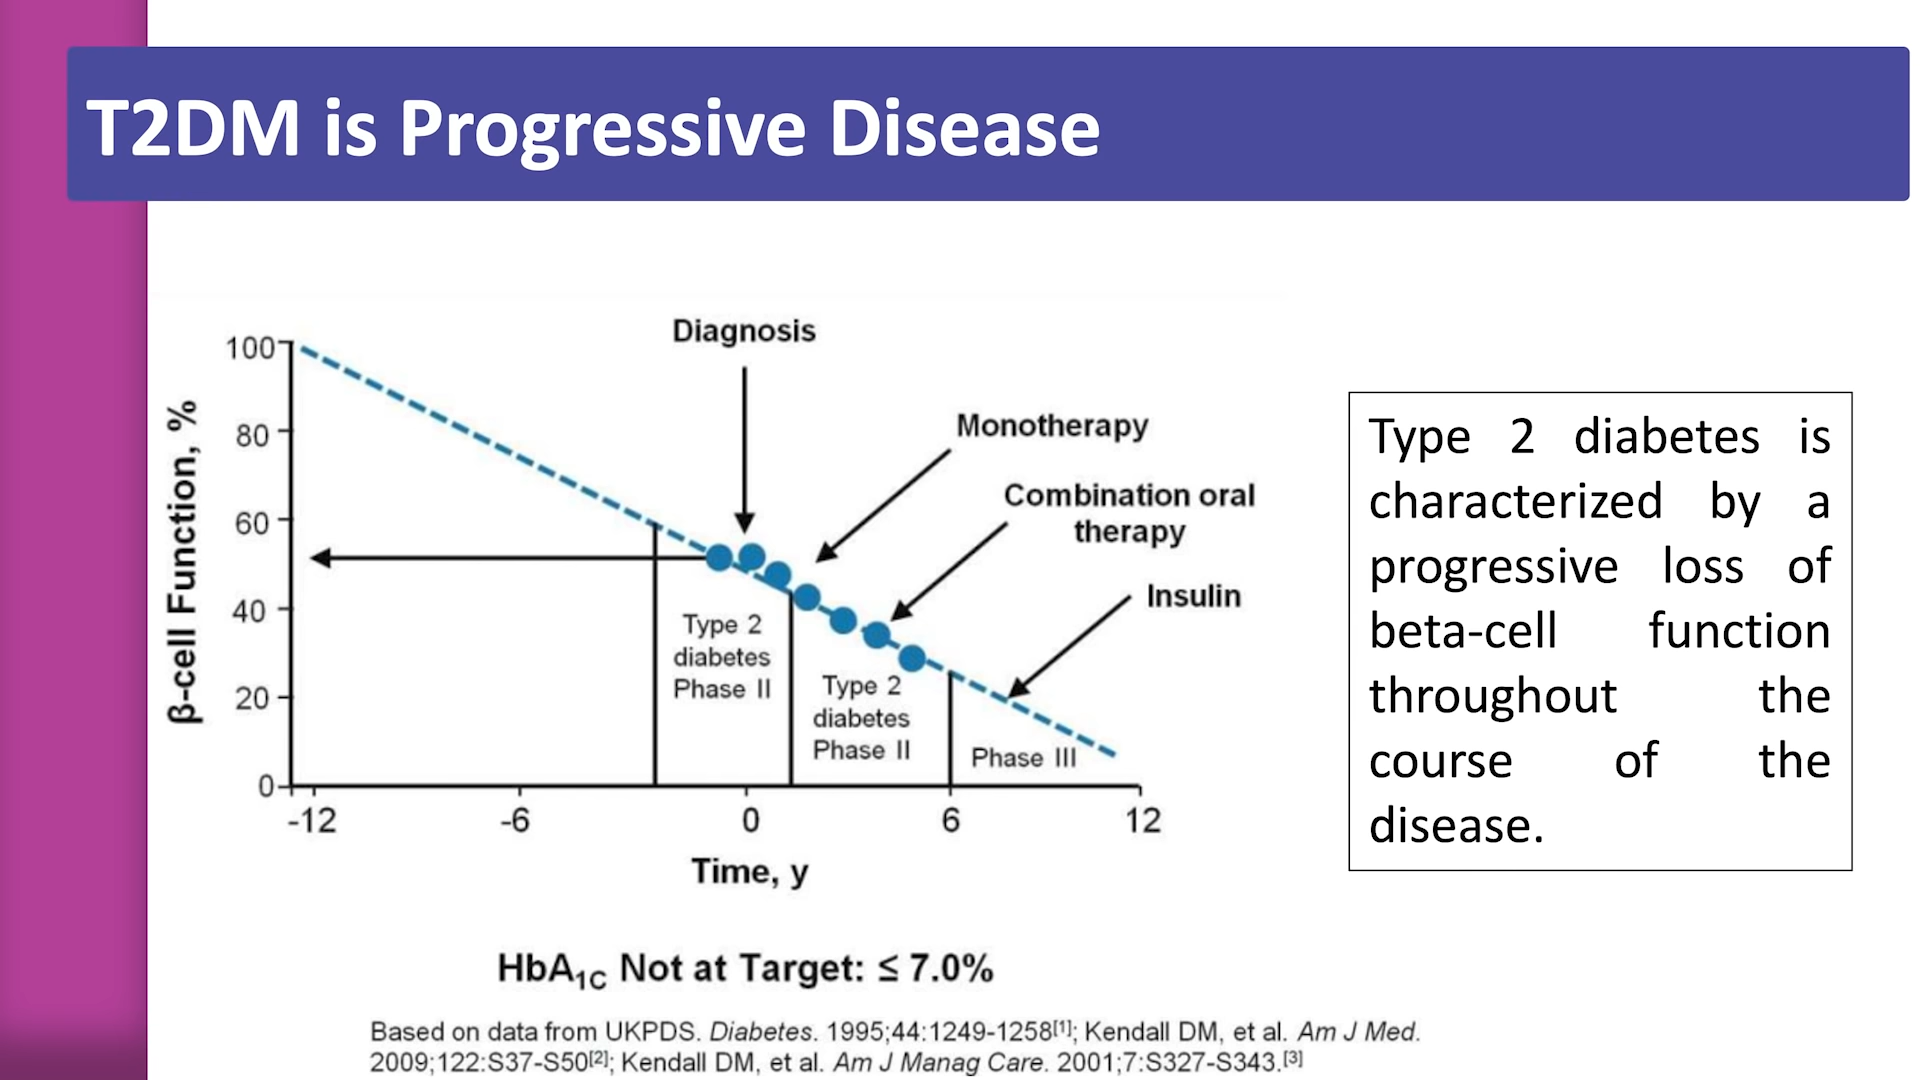 T2DM is Progressive Disease
Diagnosis
Monotherapy
Combination oral
therapy
Insulin
β-cell Function, %
100
80
60
40
20
0
Type 2
diabetes
Phase II
Type 2
diabetes
Phase II
Phase III
-12
-6
0
6
12
Time, y
HbA1C Not at Target: ≤ 7.0%
Based on data from UKPDS. Diabetes. 1995;44:1249-1258[1]; Kendall DM, et al. Am J Med.
2009;122:S37-S50[2]; Kendall DM, et al. Am J Manag Care. 2001;7:S327-S343.[3]
Type 2 diabetes is
characterized by a
progressive loss of
beta-cell function
throughout the
course of the
disease.